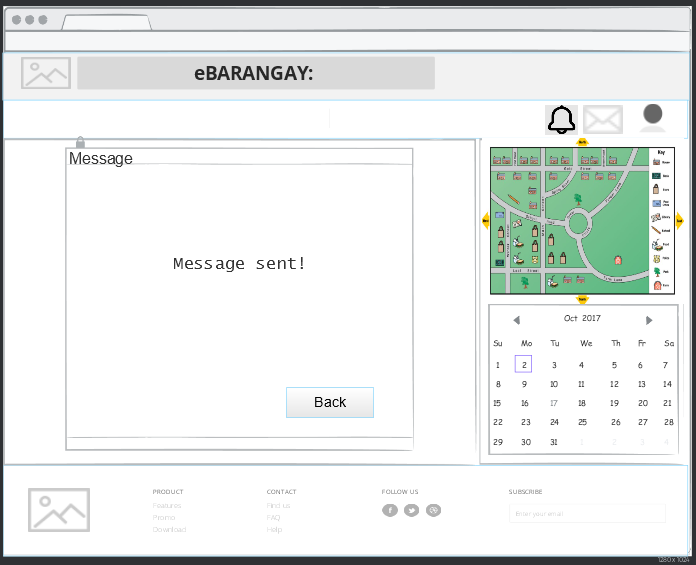 eBARANGAY:
Message
Message sent!
Back
Key
Oct 2017
Su Mo Tu We Th Fr Sa
1 2 3 4 5 6 7
8 9 10 11 12 13 14
15 16 17 18 19 20 21
22 23 24 25 26 27 28
29 30 31 1 2 3 4
PRODUCT
Features
Promo
Download
CONTACT
Find us
FAQ
Help
FOLLOW US
SUBSCRIBE
Enter your email
1280 x 1024